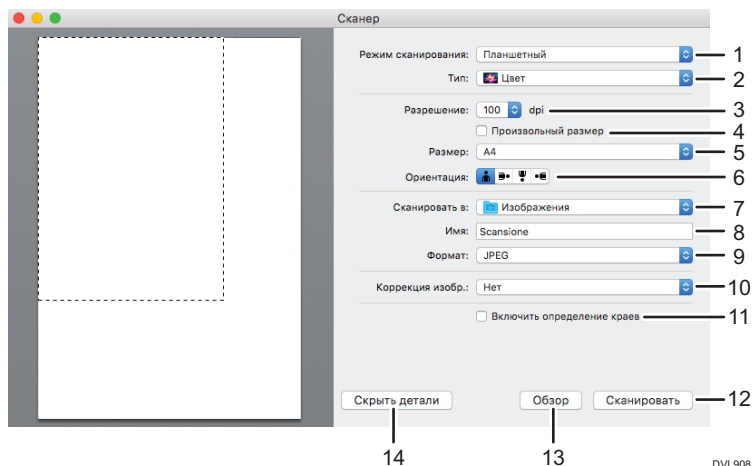 Сканер
Режим сканирования: Планшетный 1
Тип: Цвет 2
Разрешение: 100 dpi 3
Произвольный размер 4
Размер: A4 5
Ориентация: 6
Сканировать в: Изображения 7
Имя: Scansione 8
Формат: JPEG 9
Коррекция изобр.: Нет 10
Включить определение краев 11
Скрыть детали Обзор Сканировать 12
14 13
DVL908